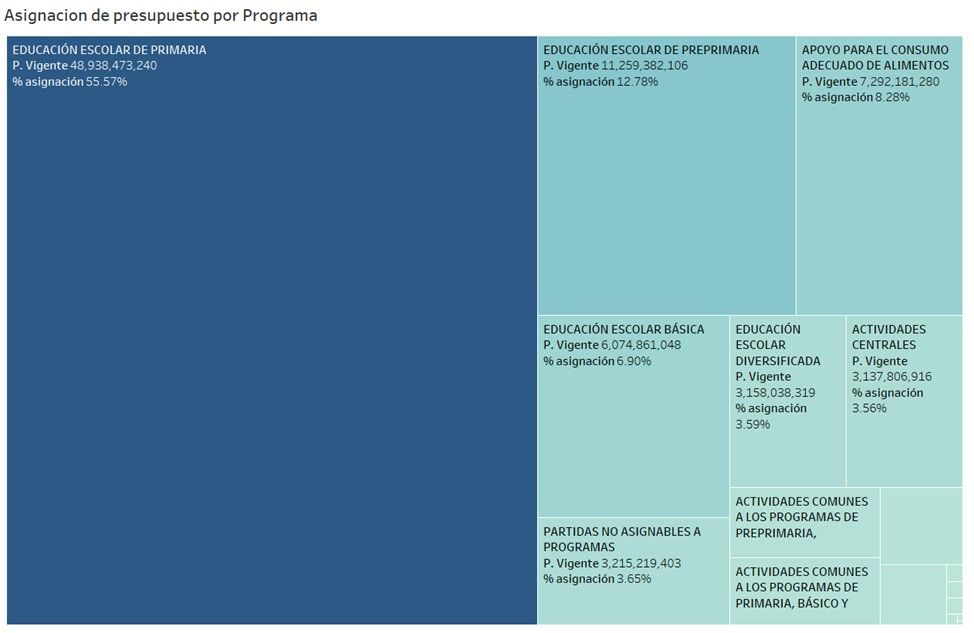 Asignacion de presupuesto por Programa
EDUCACIÓN ESCOLAR DE PRIMARIA
P. Vigente 48,938,473,240
% asignación 55.57%
EDUCACIÓN ESCOLAR DE PREPRIMARIA
P. Vigente 11,259,382,106
% asignación 12.78%
APOYO PARA EL CONSUMO
ADECUADO DE ALIMENTOS
P. Vigente 7,292,181,280
% asignación 8.28%
EDUCACIÓN ESCOLAR BÁSICA
P. Vigente 6,074,861,048
% asignación 6.90%
EDUCACIÓN
ESCOLAR
DIVERSIFICADA
P. Vigente
3,158,038,319
% asignación
3.59%
ACTIVIDADES
CENTRALES
P. Vigente
3,137,806,916
% asignación
3.56%
PARTIDAS NO ASIGNABLES A
PROGRAMAS
P. Vigente 3,215,219,403
% asignación 3.65%
ACTIVIDADES COMUNES
A LOS PROGRAMAS DE
PREPRIMARIA,
ACTIVIDADES COMUNES
A LOS PROGRAMAS DE
PRIMARIA, BÁSICO Y